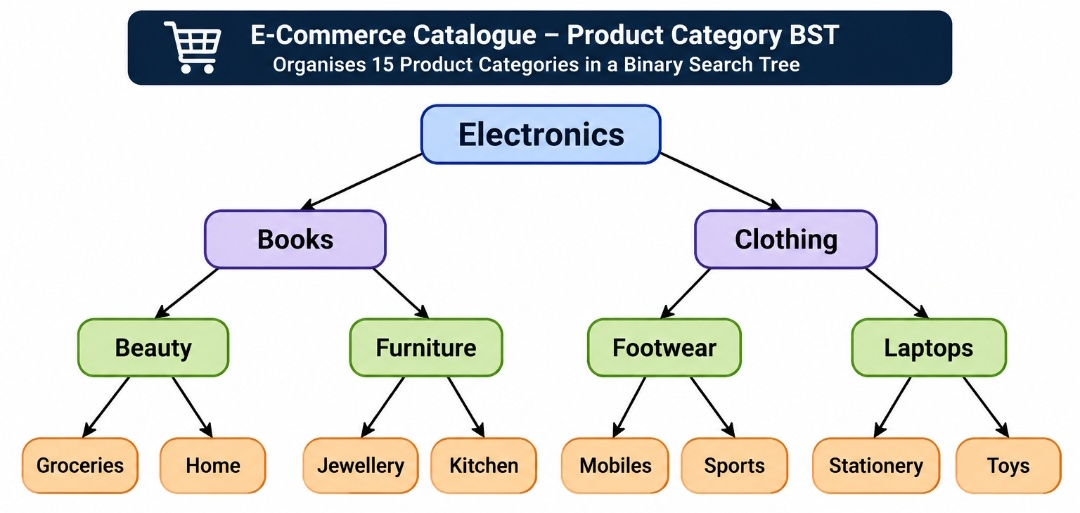 E-Commerce Catalogue – Product Category BST
Organises 15 Product Categories in a Binary Search Tree
Electronics
Books
Clothing
Beauty
Furniture
Footwear
Laptops
Groceries
Home
Jewellery
Kitchen
Mobiles
Sports
Stationery
Toys